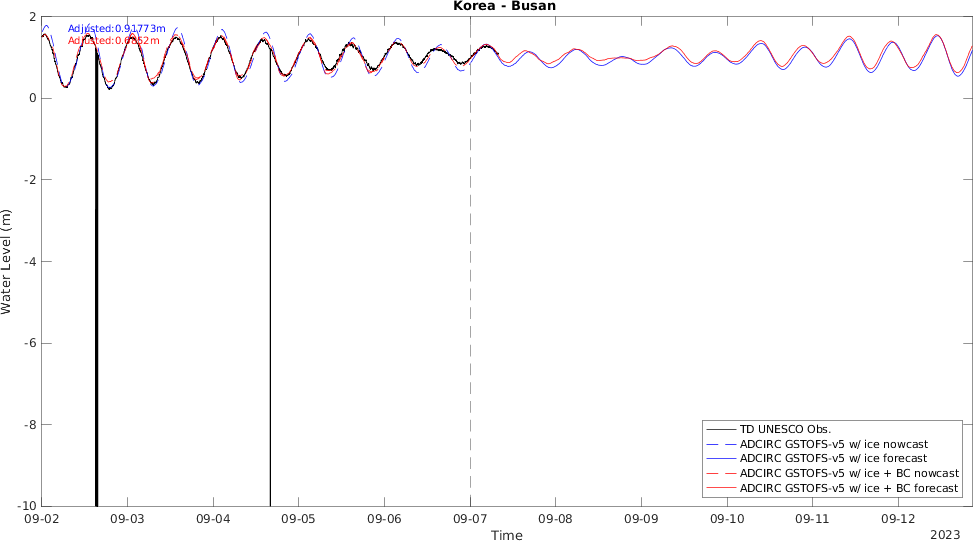 Korea - Busan
Adjusted:0.91773m
Water Level (m)
2
0
-2
-4
-6
-8
-10
09-02
09-03
09-04
09-05
09-06
09-07
09-08
09-09
09-10
09-11
09-12
Time
2023
TD UNESCO Obs.
ADCIRC GSTOFS-v5 w/ ice nowcast
ADCIRC GSTOFS-v5 w/ ice forecast
ADCIRC GSTOFS-v5 w/ ice + BC nowcast
ADCIRC GSTOFS-v5 w/ ice + BC forecast